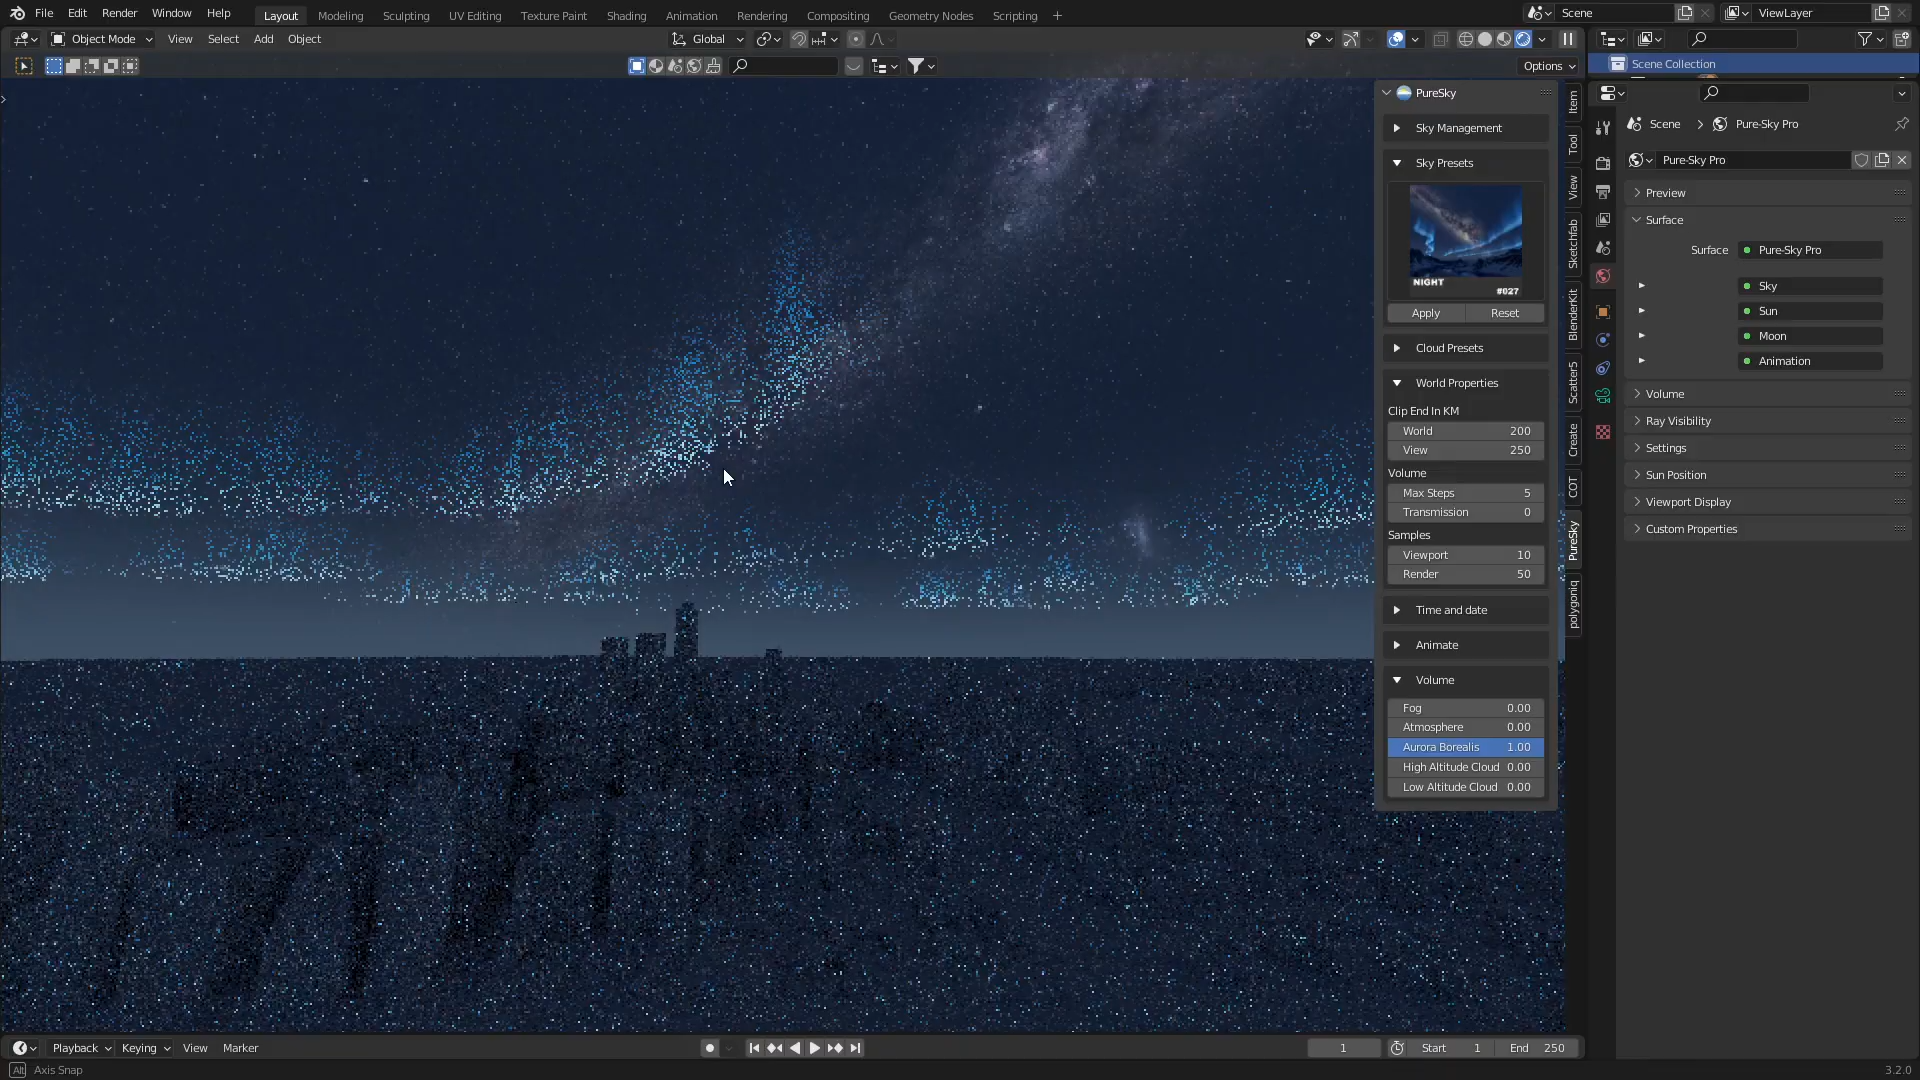 File Edit Render Window Help Layout Modeling Sculpting UV Editing Texture Paint Shading Animation Rendering Compositing Geometry Nodes Scripting + Scene ViewLayer
Object Mode View Select Add Object Global
Options
Scene Collection
PureSky
Sky Management
Sky Presets
NIGHT
#027
Apply Reset
Cloud Presets
World Properties
Clip End In KM
World 200
View 250
Volume
Max Steps 5
Transmission 0
Samples
Viewport 10
Render 50
Time and date
Animate
Volume
Fog 0.00
Atmosphere 0.00
Aurora Borealis 1.00
High Altitude Cloud 0.00
Low Altitude Cloud 0.00
Item
Tool
View
Sketchfab
BlenderKit
Scatter5
Create
COT
PureSky
polygoniq
Scene > Pure-Sky Pro
Pure-Sky Pro
Preview
Surface
Surface Pure-Sky Pro
Sky
Sun
Moon
Animation
Volume
Ray Visibility
Settings
Sun Position
Viewport Display
Custom Properties
Playback Keying View Marker 1 Start 1 End 250
Alt Axis Snap 3.2.0